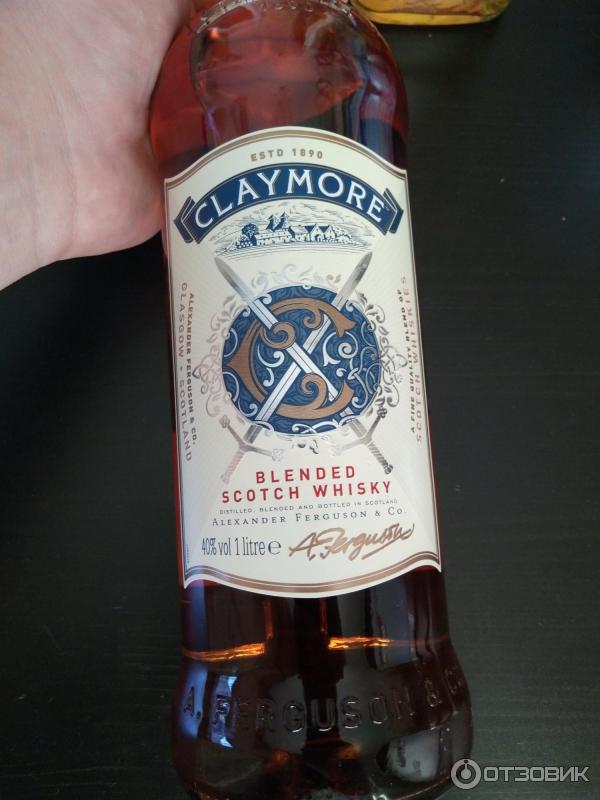 ESTD 1890
CLAYMORE
ALEXANDER FERGUSON & CO.
GLASGOW • SCOTLAND
A FINE QUALITY BLEND OF
SCOTCH WHISKIES
BLENDED
SCOTCH WHISKY
DISTILLED, BLENDED AND BOTTLED IN SCOTLAND
ALEXANDER FERGUSON & CO.
40% vol 1 litre e
A. Ferguson
A. FERGUSON & C
ОТЗОВИК